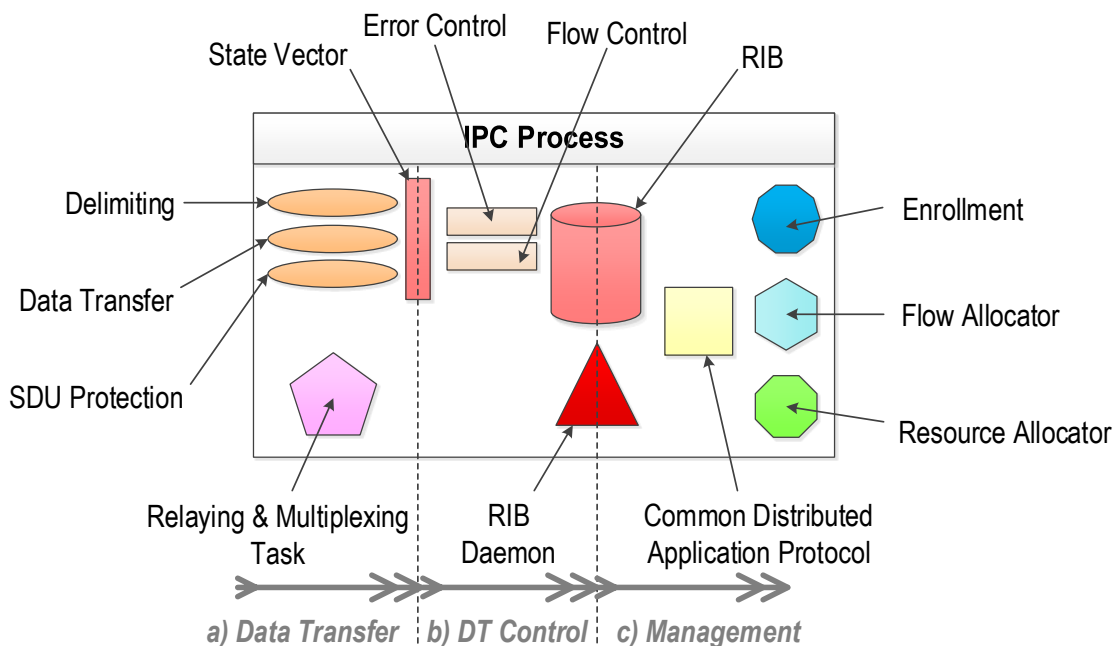 Error Control
Flow Control
State Vector
RIB
IPC Process
Delimiting
Enrollment
Data Transfer
Flow Allocator
SDU Protection
Resource Allocator
Relaying & Multiplexing
Task
RIB
Daemon
Common Distributed
Application Protocol
a) Data Transfer
b) DT Control
c) Management